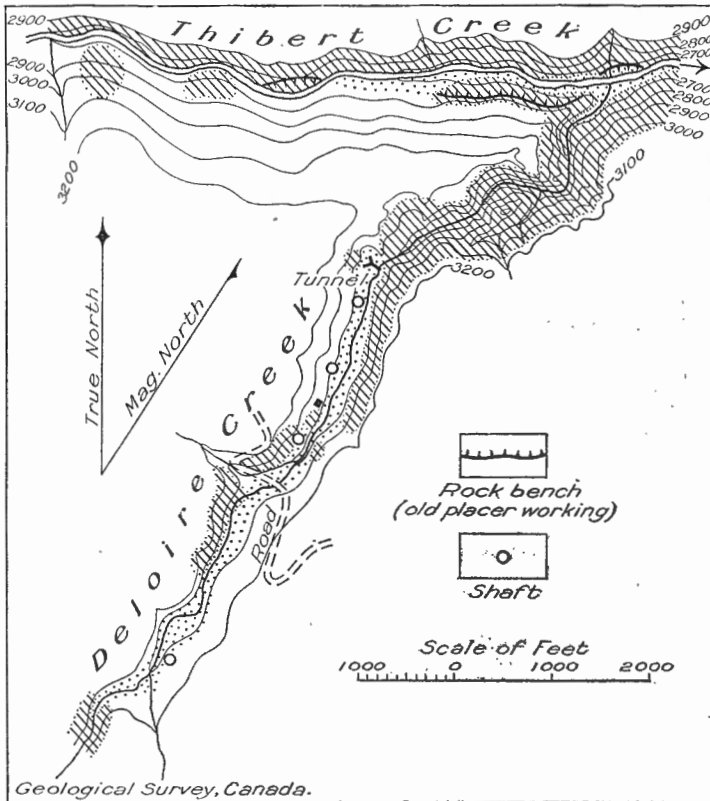 Thibert Creek
2900
2900
2800
2700
2900
3000
3100
3200
2700
2800
2900
3000
3100
3200
Tunnel
True North
Mag. North
Deloire Creek
Road
Rock bench
(old placer working)
Shaft
Scale of Feet
1000 0 1000 2000
Geological Survey, Canada.